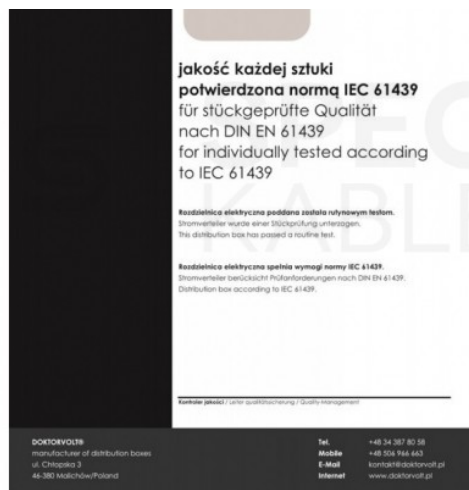 jakość każdej sztuki
potwierdzona normą IEC 61439
für stückgeprüfte Qualität
nach DIN EN 61439
for individually tested according
to IEC 61439
Rozdzielnica elektryczna poddana została rutynowym testom.
Stromverteiler wurde einer Stückprüfung unterzogen.
This distribution box has passed a routine test.
Rozdzielnica elektryczna spełnia wymogi normy IEC 61439.
Stromverteiler berücksicht Prüfanforderungen nach DIN EN 61439.
Distribution box according to IEC 61439.
Kontroler jakości / Leiter qualitätssicherung / Quality-Management
DOKTORVOLT®
manufacturer of distribution boxes
ul. Chłopska 3
46-380 Malichów/Poland
Tel. +48 34 387 80 58
Mobile +48 506 966 663
E-Mail kontakt@doktorvolt.pl
Internet www.doktorvolt.pl